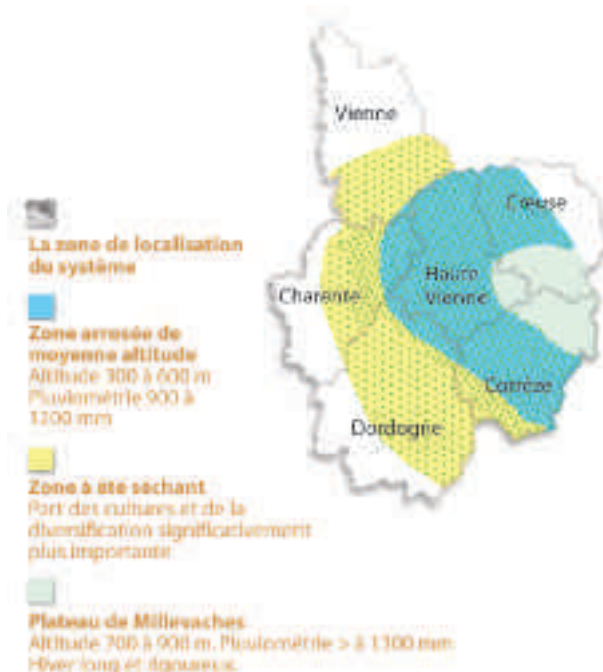 Vienne
Creuse
La zone de localisation
du système
Haute
Vienne
Charente
Zone arrosée de
moyenne altitude
Altitude 300 à 600 m
Pluviométrie 900 à
1200 mm
Corrèze
Dordogne
Zone à été séchant
Part des cultures et de la
diversification significativement
plus importante
Plateau de Millevaches
Altitude 700 à 900 m. Pluviométrie > à 1300 mm
Hiver long et rigoureux.